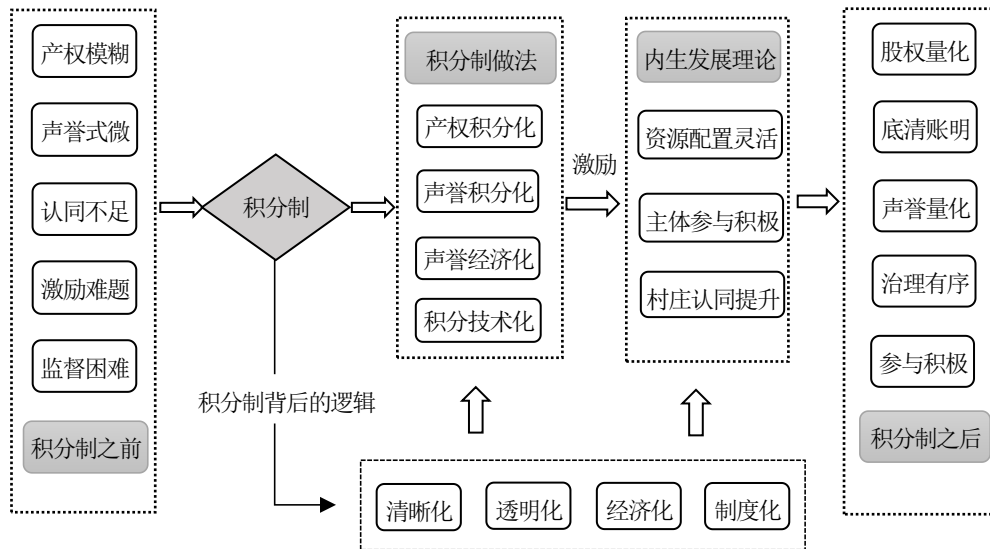 产权模糊
声誉式微
认同不足
激励难题
监督困难
积分制之前
积分制
积分制背后的逻辑
积分制做法
产权积分化
声誉积分化
声誉经济化
积分技术化
激励
内生发展理论
资源配置灵活
主体参与积极
村庄认同提升
股权量化
底清账明
声誉量化
治理有序
参与积极
积分制之后
清晰化
透明化
经济化
制度化